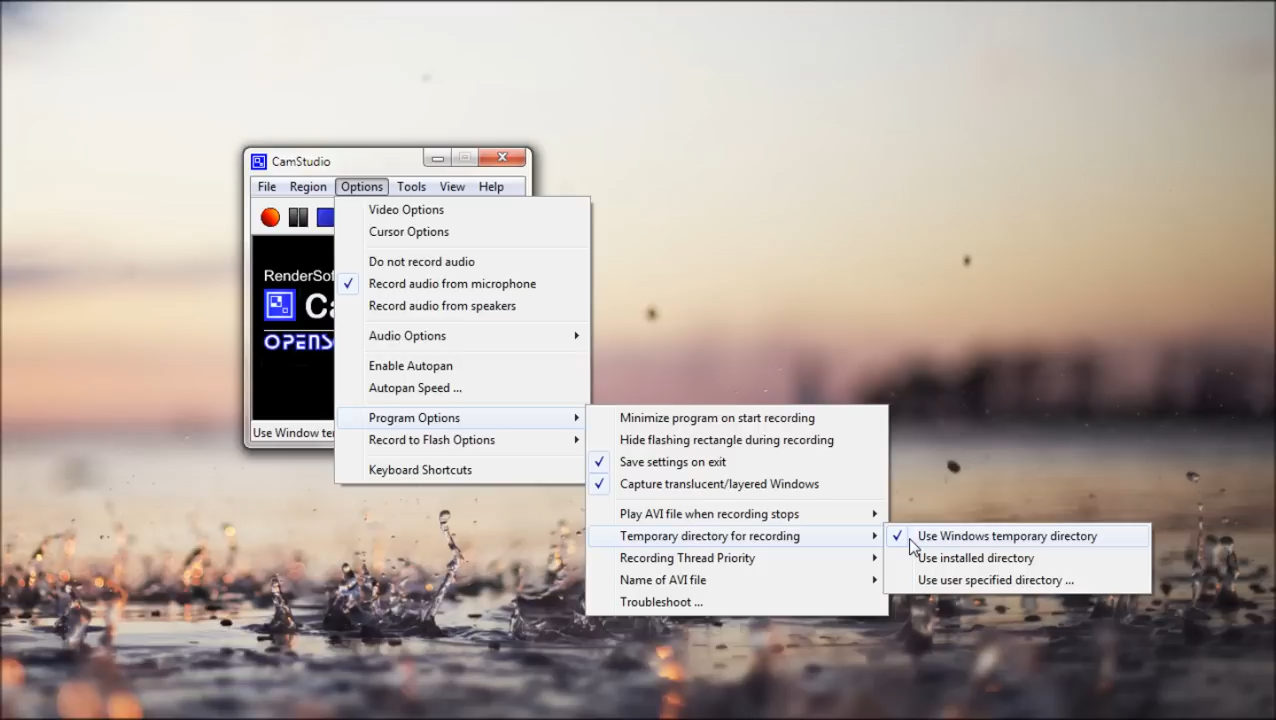 CamStudio
File Region Options Tools View Help
Video Options
Cursor Options
Do not record audio
RenderSof
Record audio from microphone
Record audio from speakers
OPENS
Audio Options
Enable Autopan
Autopan Speed ...
Program Options
Record to Flash Options
Use Window ter
Keyboard Shortcuts
Minimize program on start recording
Hide flashing rectangle during recording
Save settings on exit
Capture translucent/layered Windows
Play AVI file when recording stops
Temporary directory for recording
Recording Thread Priority
Name of AVI file
Troubleshoot ...
Use Windows temporary directory
Use installed directory
Use user specified directory ...